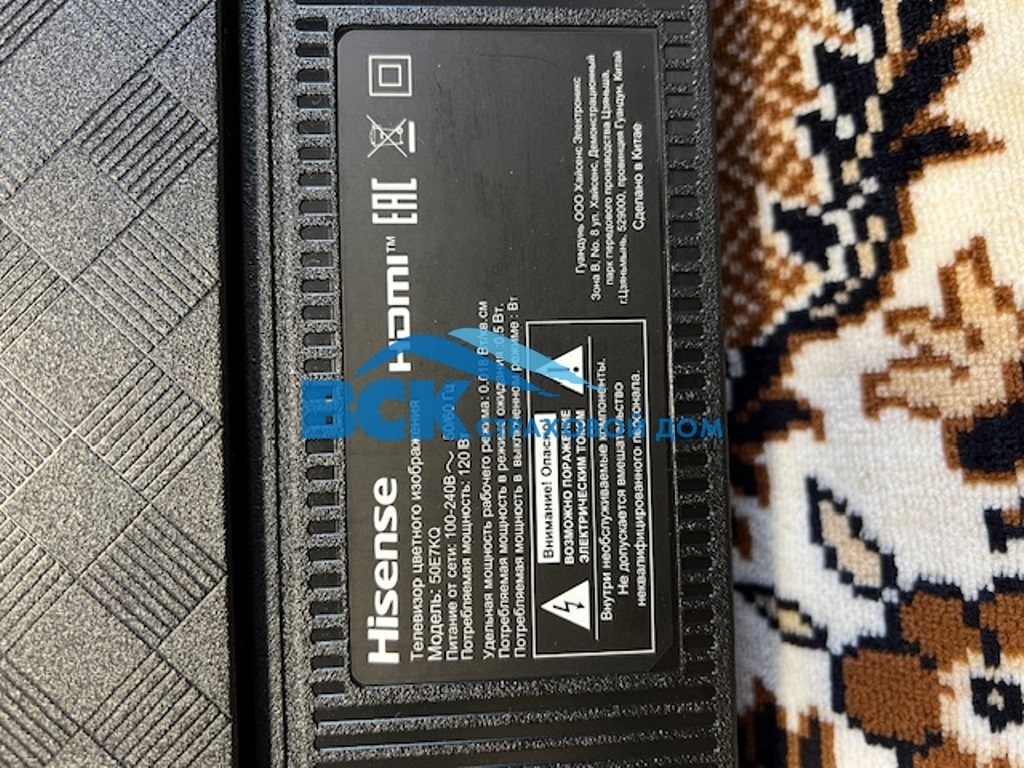 Hisense
HDMI™
EAC
Телевизор цветного изображения
Модель: 50E7KQ
Питание от сети: 100-240В~ 50/60 Гц
Потребляемая мощность: 120 В
Удельная мощность рабочего режима: 0.018 Вт/кв.см
Потребляемая мощность в режиме ожидания: 0.5 Вт.
Потребляемая мощность в выключенном режиме : Вт
Внимание! Опасно
ВОЗМОЖНО ПОРАЖЕНИЕ
ЭЛЕКТРИЧЕСКИМ ТОКОМ
Внутри необслуживаемые компоненты.
Не допускается вмешательство
неквалифицированного персонала.
Гуандунь ООО Хайсенс Электроникс
Зона В, No. 8 ул. Хайсенс, Демонстрационный
парк передового производства Цзяньша,
г.Цзянмынь, 529000, провинция Гуандун, Китай
Сделано в Китае
ВСК
СТРАХОВОЙ ДОМ